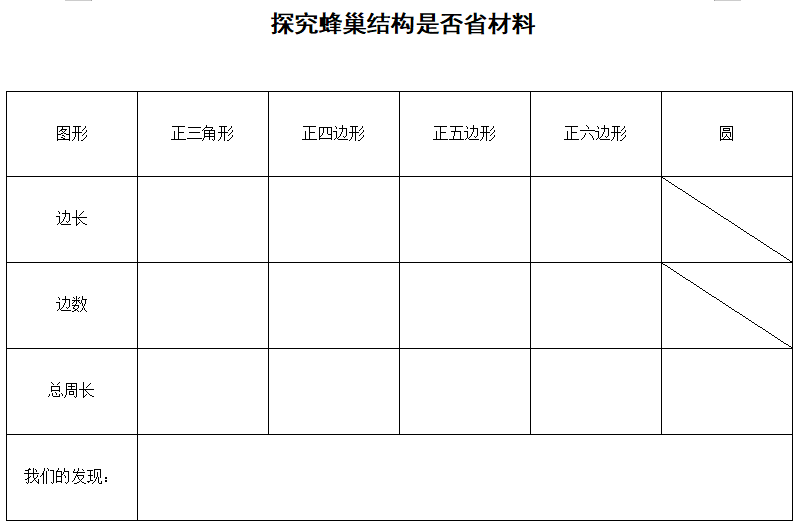 探究蜂巢结构是否省材料
图形 正三角形 正四边形 正五边形 正六边形 圆
边长
边数
总周长
我们的发现：